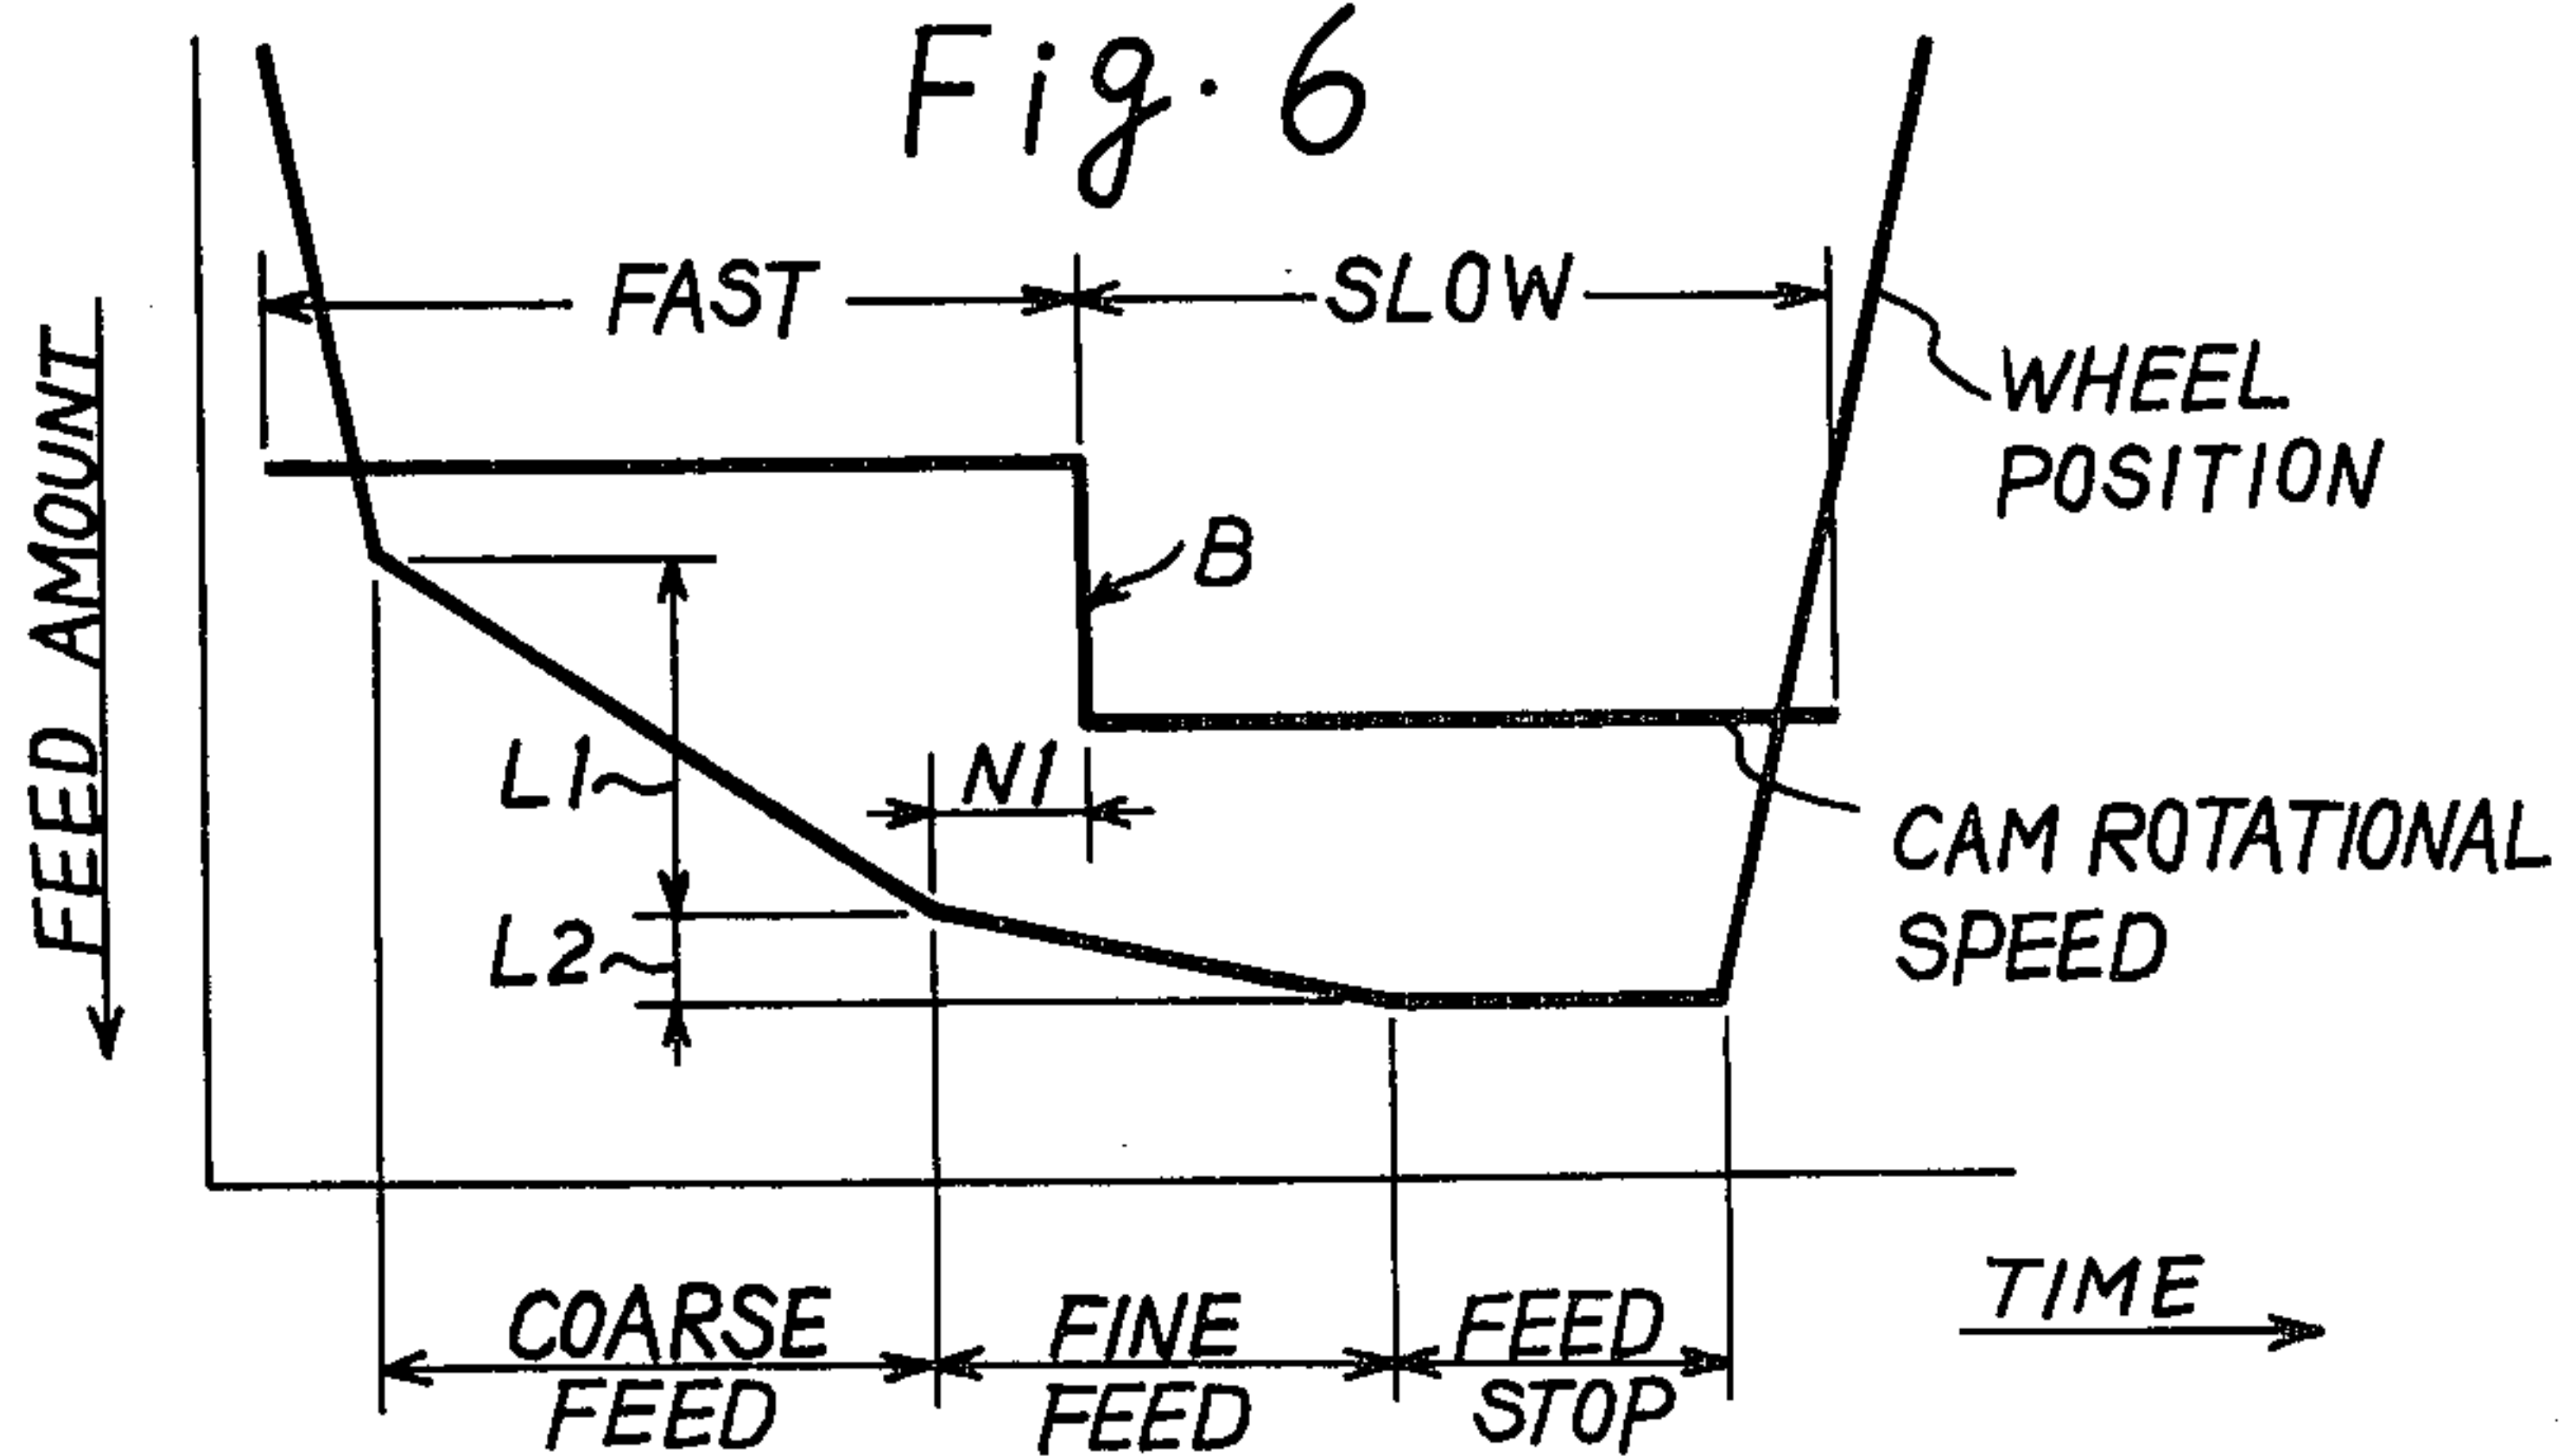 Fig. 6
FAST
SLOW
WHEEL
POSITION
FEED AMOUNT
B
L1
N1
CAM ROTATIONAL
SPEED
L2
TIME
COARSE
FEED
FINE
FEED
FEED
STOP